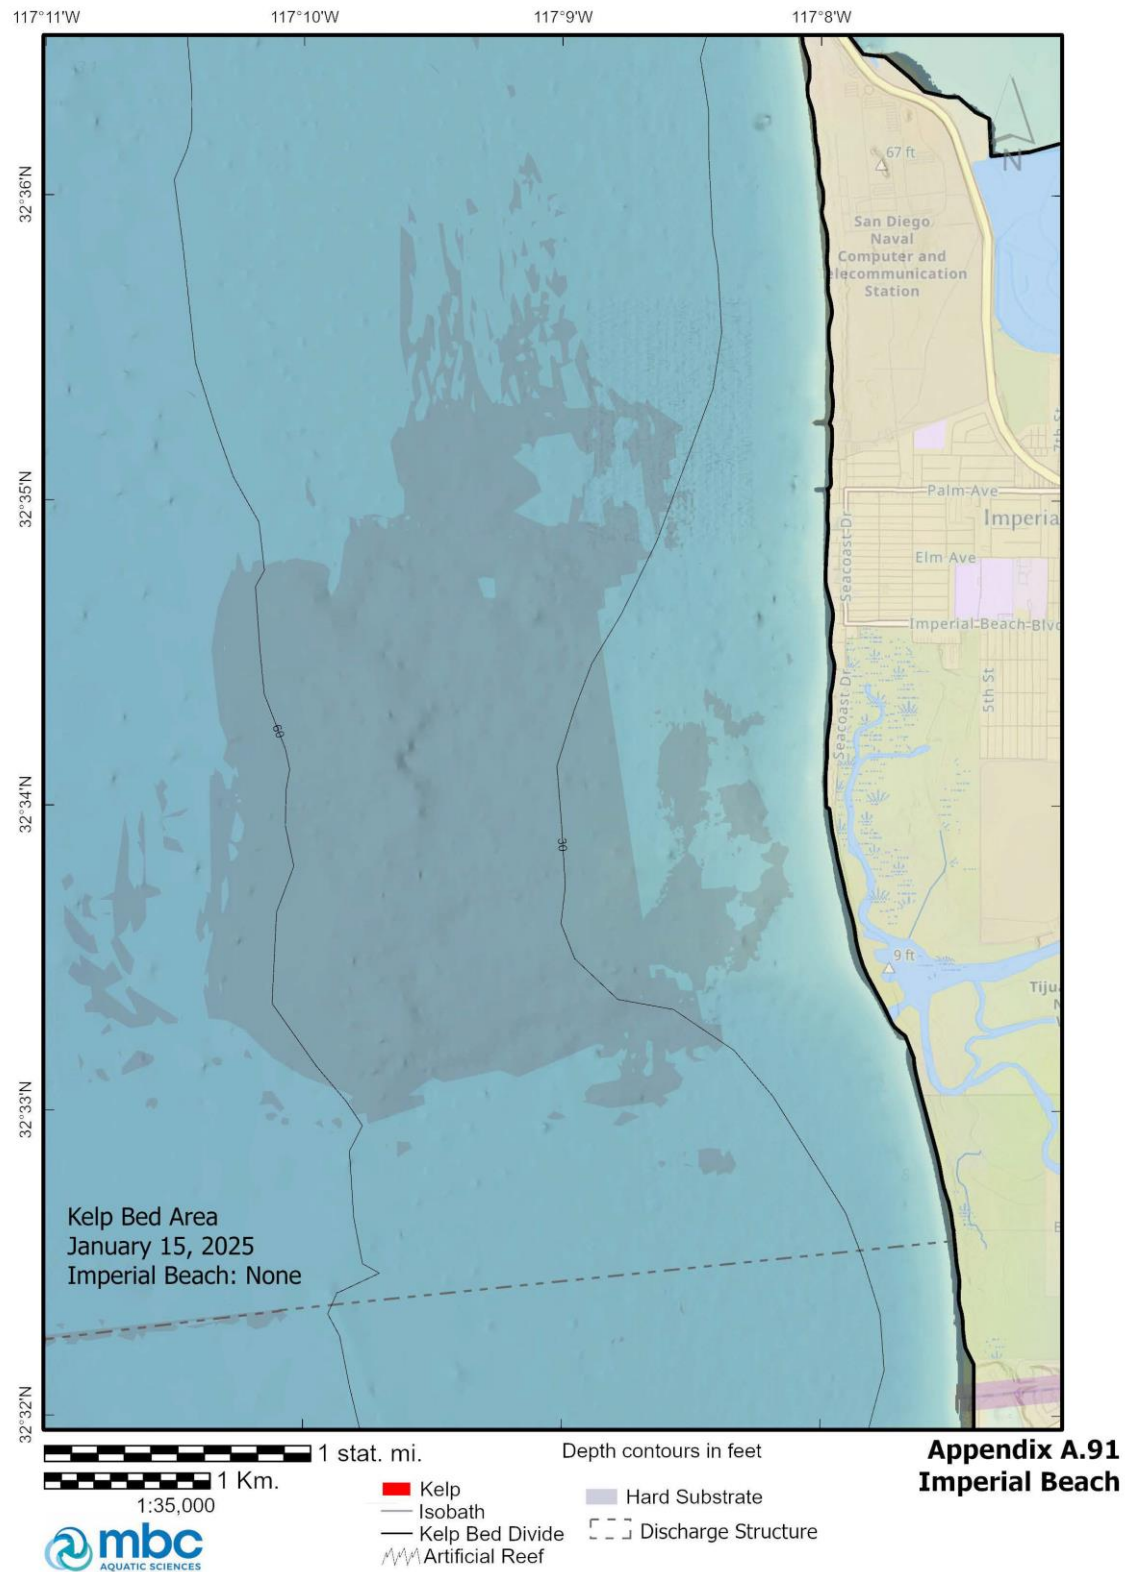 117°11'W 117°10'W 117°9'W 117°8'W
32°36'N
32°35'N
32°34'N
32°33'N
32°32'N
67 ft
San Diego
Naval
Computer and
elecommunication
Station
7th St
Palm Ave
Imperia
Seacoast Dr
Elm Ave
Imperial Beach Blvd
Seacoast Dr
5th St
60
30
9 ft
Tijua
N
Kelp Bed Area
January 15, 2025
Imperial Beach: None
1 stat. mi.
1 Km.
1:35,000
mbc
AQUATIC SCIENCES
Depth contours in feet
Kelp
Isobath
Kelp Bed Divide
Artificial Reef
Hard Substrate
Discharge Structure
Appendix A.91
Imperial Beach